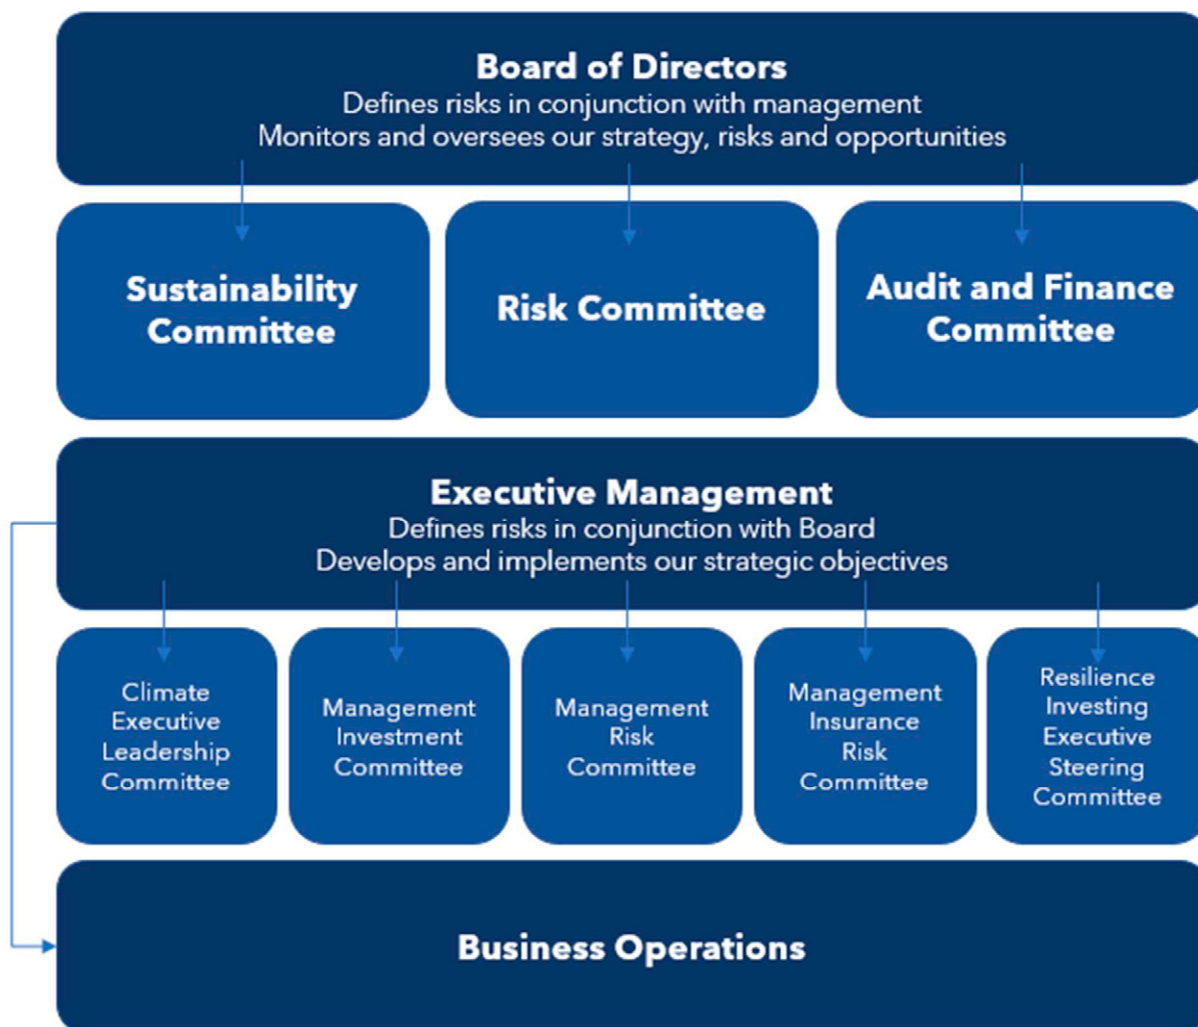 Board of Directors
Defines risks in conjunction with management
Monitors and oversees our strategy, risks and opportunities
Sustainability
Committee
Risk Committee
Audit and Finance
Committee
Executive Management
Defines risks in conjunction with Board
Develops and implements our strategic objectives
Climate
Executive
Leadership
Committee
Management
Investment
Committee
Management
Risk
Committee
Management
Insurance
Risk
Committee
Resilience
Investing
Executive
Steering
Committee
Business Operations